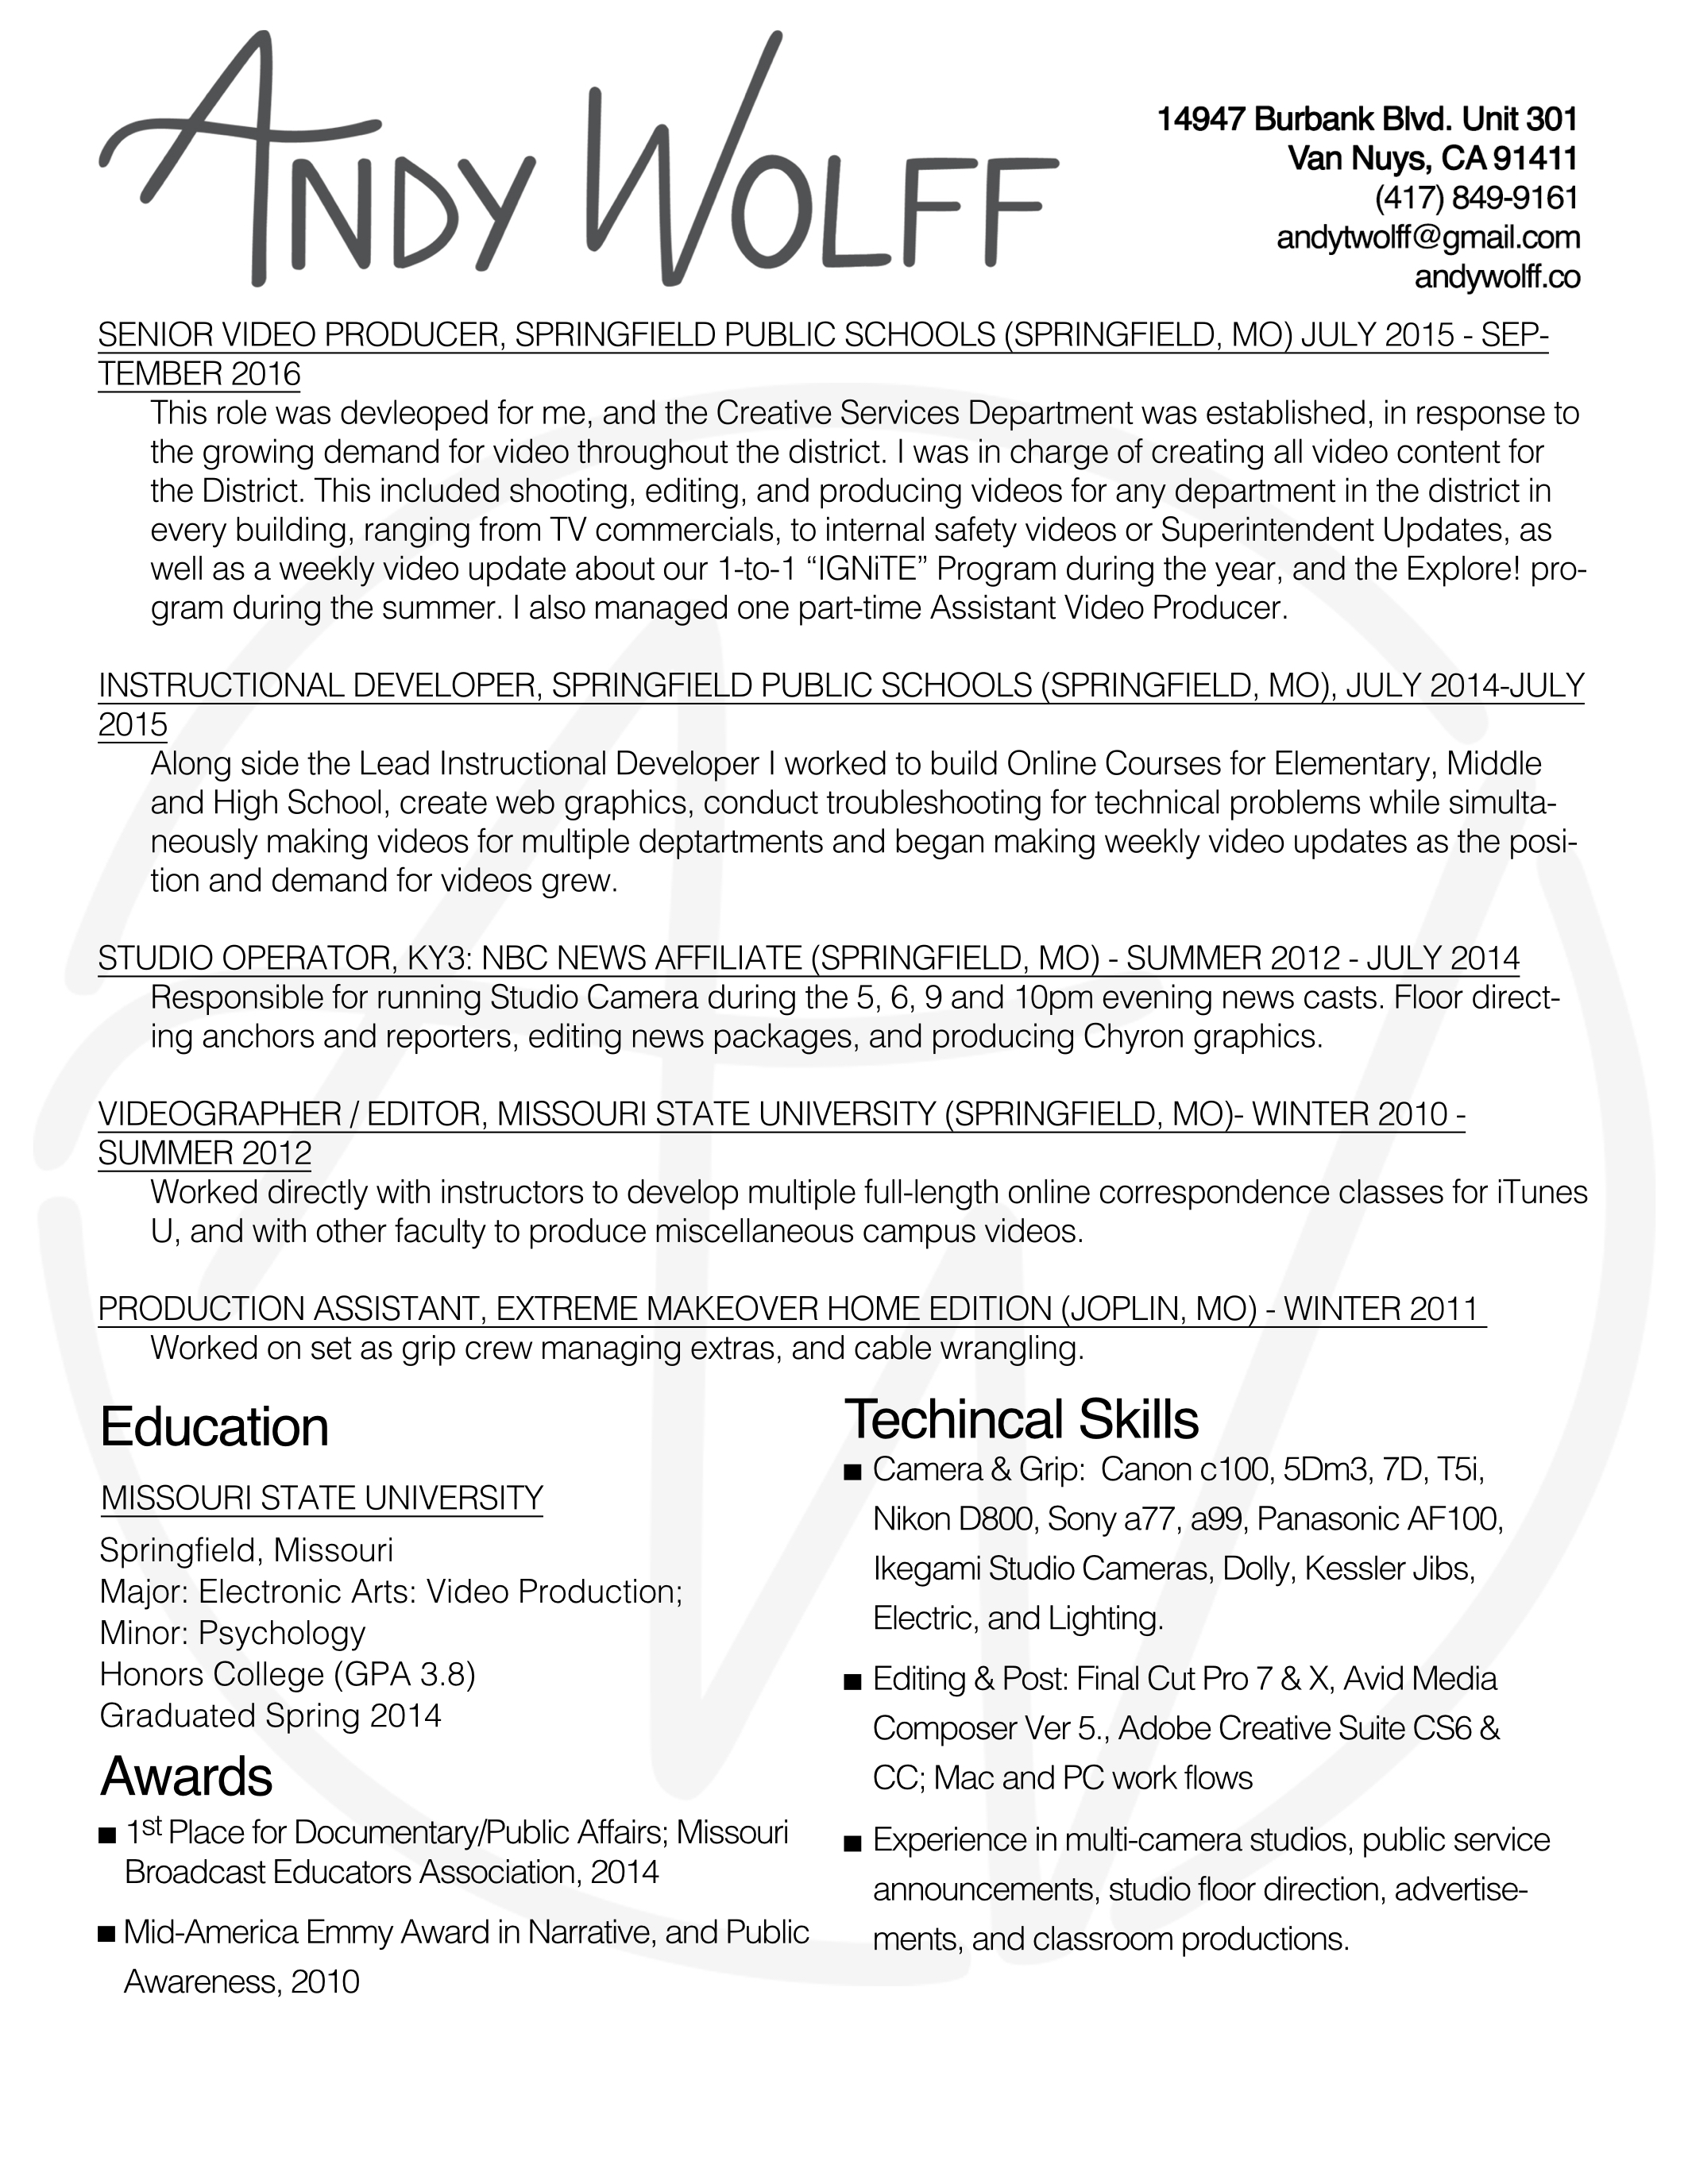 ANDY WOLFF
14947 Burbank Blvd. Unit 301
Van Nuys, CA 91411
(417) 849-9161
andytwolff@gmail.com
andywolff.co
SENIOR VIDEO PRODUCER, SPRINGFIELD PUBLIC SCHOOLS (SPRINGFIELD, MO) JULY 2015 - SEP-
TEMBER 2016
This role was devleoped for me, and the Creative Services Department was established, in response to
the growing demand for video throughout the district. I was in charge of creating all video content for
the District. This included shooting, editing, and producing videos for any department in the district in
every building, ranging from TV commercials, to internal safety videos or Superintendent Updates, as
well as a weekly video update about our 1-to-1 “IGNiTE” Program during the year, and the Explore! pro-
gram during the summer. I also managed one part-time Assistant Video Producer.
INSTRUCTIONAL DEVELOPER, SPRINGFIELD PUBLIC SCHOOLS (SPRINGFIELD, MO), JULY 2014-JULY
2015
Along side the Lead Instructional Developer I worked to build Online Courses for Elementary, Middle
and High School, create web graphics, conduct troubleshooting for technical problems while simulta-
neously making videos for multiple deptartments and began making weekly video updates as the posi-
tion and demand for videos grew.
STUDIO OPERATOR, KY3: NBC NEWS AFFILIATE (SPRINGFIELD, MO) - SUMMER 2012 - JULY 2014
Responsible for running Studio Camera during the 5, 6, 9 and 10pm evening news casts. Floor direct-
ing anchors and reporters, editing news packages, and producing Chyron graphics.
VIDEOGRAPHER / EDITOR, MISSOURI STATE UNIVERSITY (SPRINGFIELD, MO)- WINTER 2010 -
SUMMER 2012
Worked directly with instructors to develop multiple full-length online correspondence classes for iTunes
U, and with other faculty to produce miscellaneous campus videos.
PRODUCTION ASSISTANT, EXTREME MAKEOVER HOME EDITION (JOPLIN, MO) - WINTER 2011
Worked on set as grip crew managing extras, and cable wrangling.
Education
MISSOURI STATE UNIVERSITY
Springfield, Missouri
Major: Electronic Arts: Video Production;
Minor: Psychology
Honors College (GPA 3.8)
Graduated Spring 2014
Awards
■ 1st Place for Documentary/Public Affairs; Missouri
Broadcast Educators Association, 2014
■ Mid-America Emmy Award in Narrative, and Public
Awareness, 2010
Techincal Skills
■ Camera & Grip: Canon c100, 5Dm3, 7D, T5i,
Nikon D800, Sony a77, a99, Panasonic AF100,
Ikegami Studio Cameras, Dolly, Kessler Jibs,
Electric, and Lighting.
■ Editing & Post: Final Cut Pro 7 & X, Avid Media
Composer Ver 5., Adobe Creative Suite CS6 &
CC; Mac and PC work flows
■ Experience in multi-camera studios, public service
announcements, studio floor direction, advertise-
ments, and classroom productions.